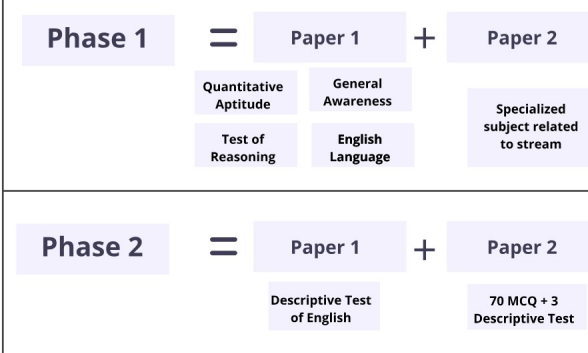 Phase 1 = Paper 1 + Paper 2
Quantitative
Aptitude
General
Awareness
Test of
Reasoning
English
Language
Specialized
subject related
to stream
Phase 2 = Paper 1 + Paper 2
Descriptive Test
of English
70 MCQ + 3
Descriptive Test